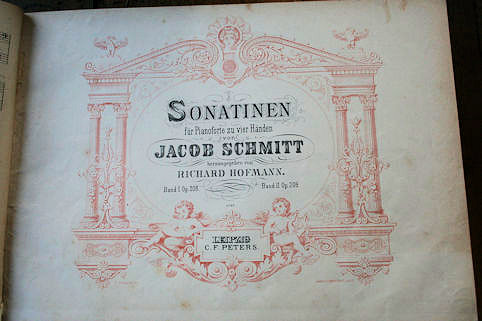 SONATINEN
für Pianoforte zu vier Händen
von
JACOB SCHMITT
herausgegeben von
RICHARD HOFMANN.
Band I Op. 208. Band II Op. 209.
LEIPZIG
C. F. PETERS.